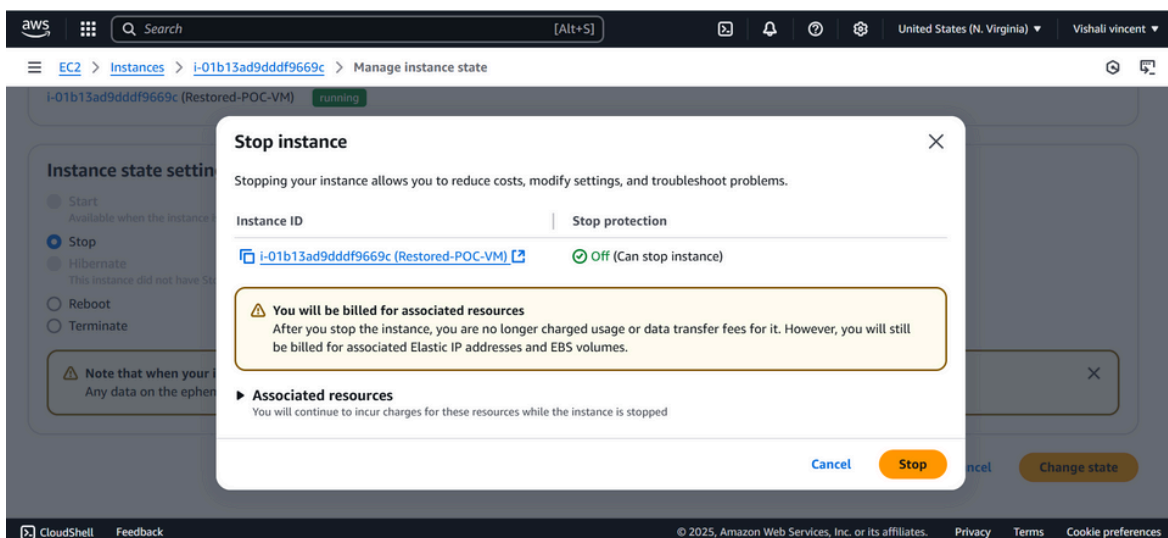 aws
Search [Alt+S]
United States (N. Virginia) ▼
Vishali vincent ▼
EC2 > Instances > i-01b13ad9dddf9669c > Manage instance state
i-01b13ad9dddf9669c (Restored-POC-VM) running
Stop instance
Stopping your instance allows you to reduce costs, modify settings, and troubleshoot problems.
Instance ID
Stop protection
i-01b13ad9dddf9669c (Restored-POC-VM)
Off (Can stop instance)
You will be billed for associated resources
After you stop the instance, you are no longer charged usage or data transfer fees for it. However, you will still
be billed for associated Elastic IP addresses and EBS volumes.
Associated resources
You will continue to incur charges for these resources while the instance is stopped
Cancel
Stop
Instance state settin
Start
Available when the instance
Stop
Hibernate
This instance did not have
Reboot
Terminate
Note that when your
Any data on the
ncel
Change state
CloudShell Feedback
© 2025, Amazon Web Services, Inc. or its affiliates. Privacy Terms Cookie preferences